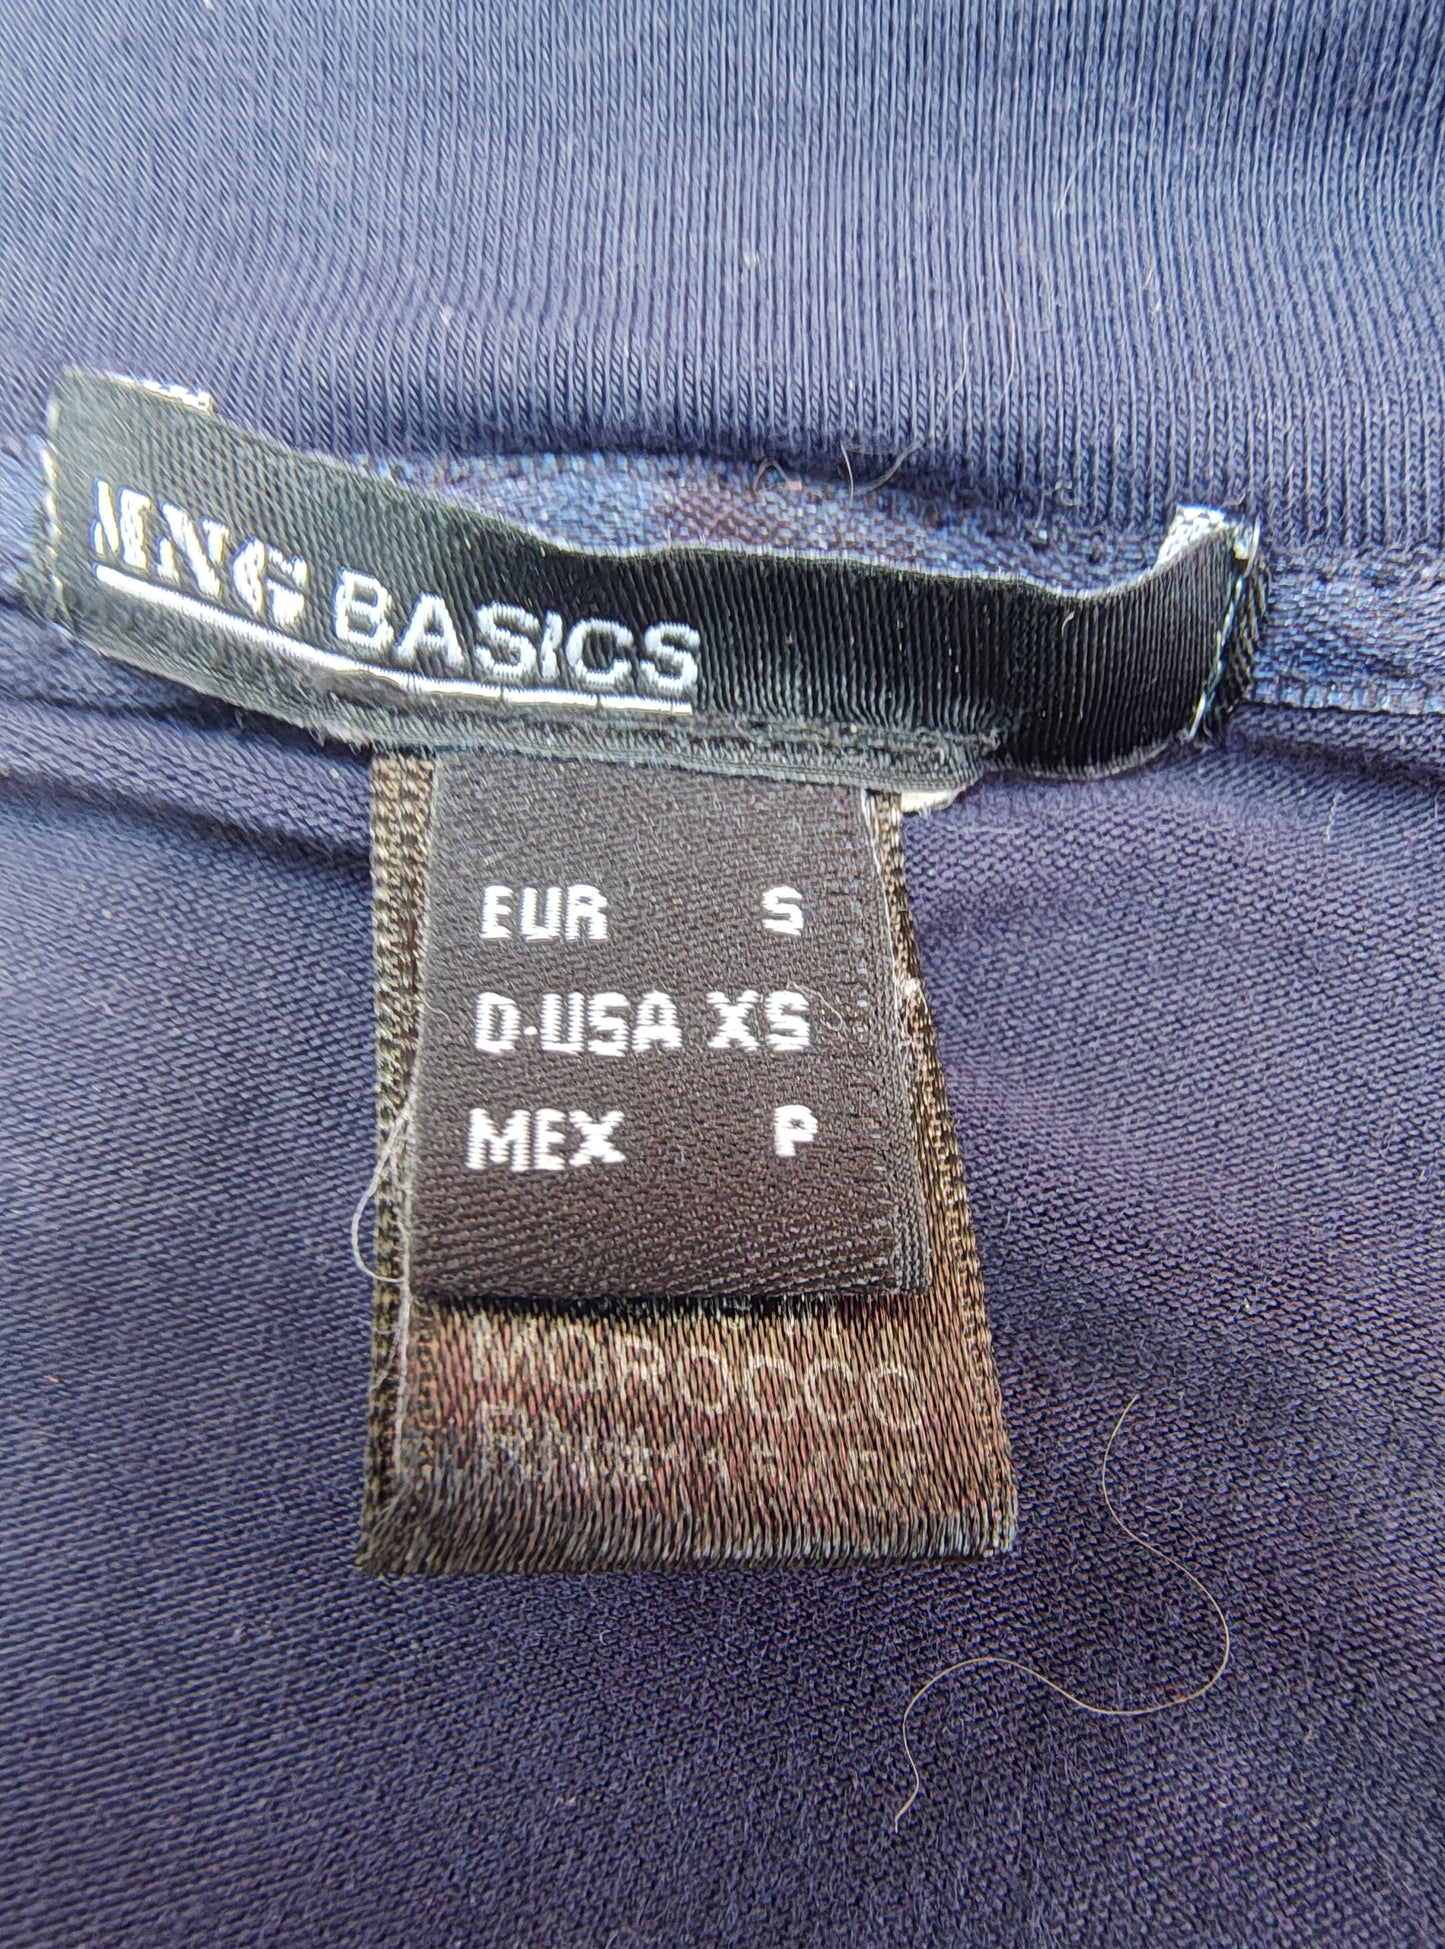 MNG BASICS
EUR S
D-USA XS
MEX P
MOROCCO